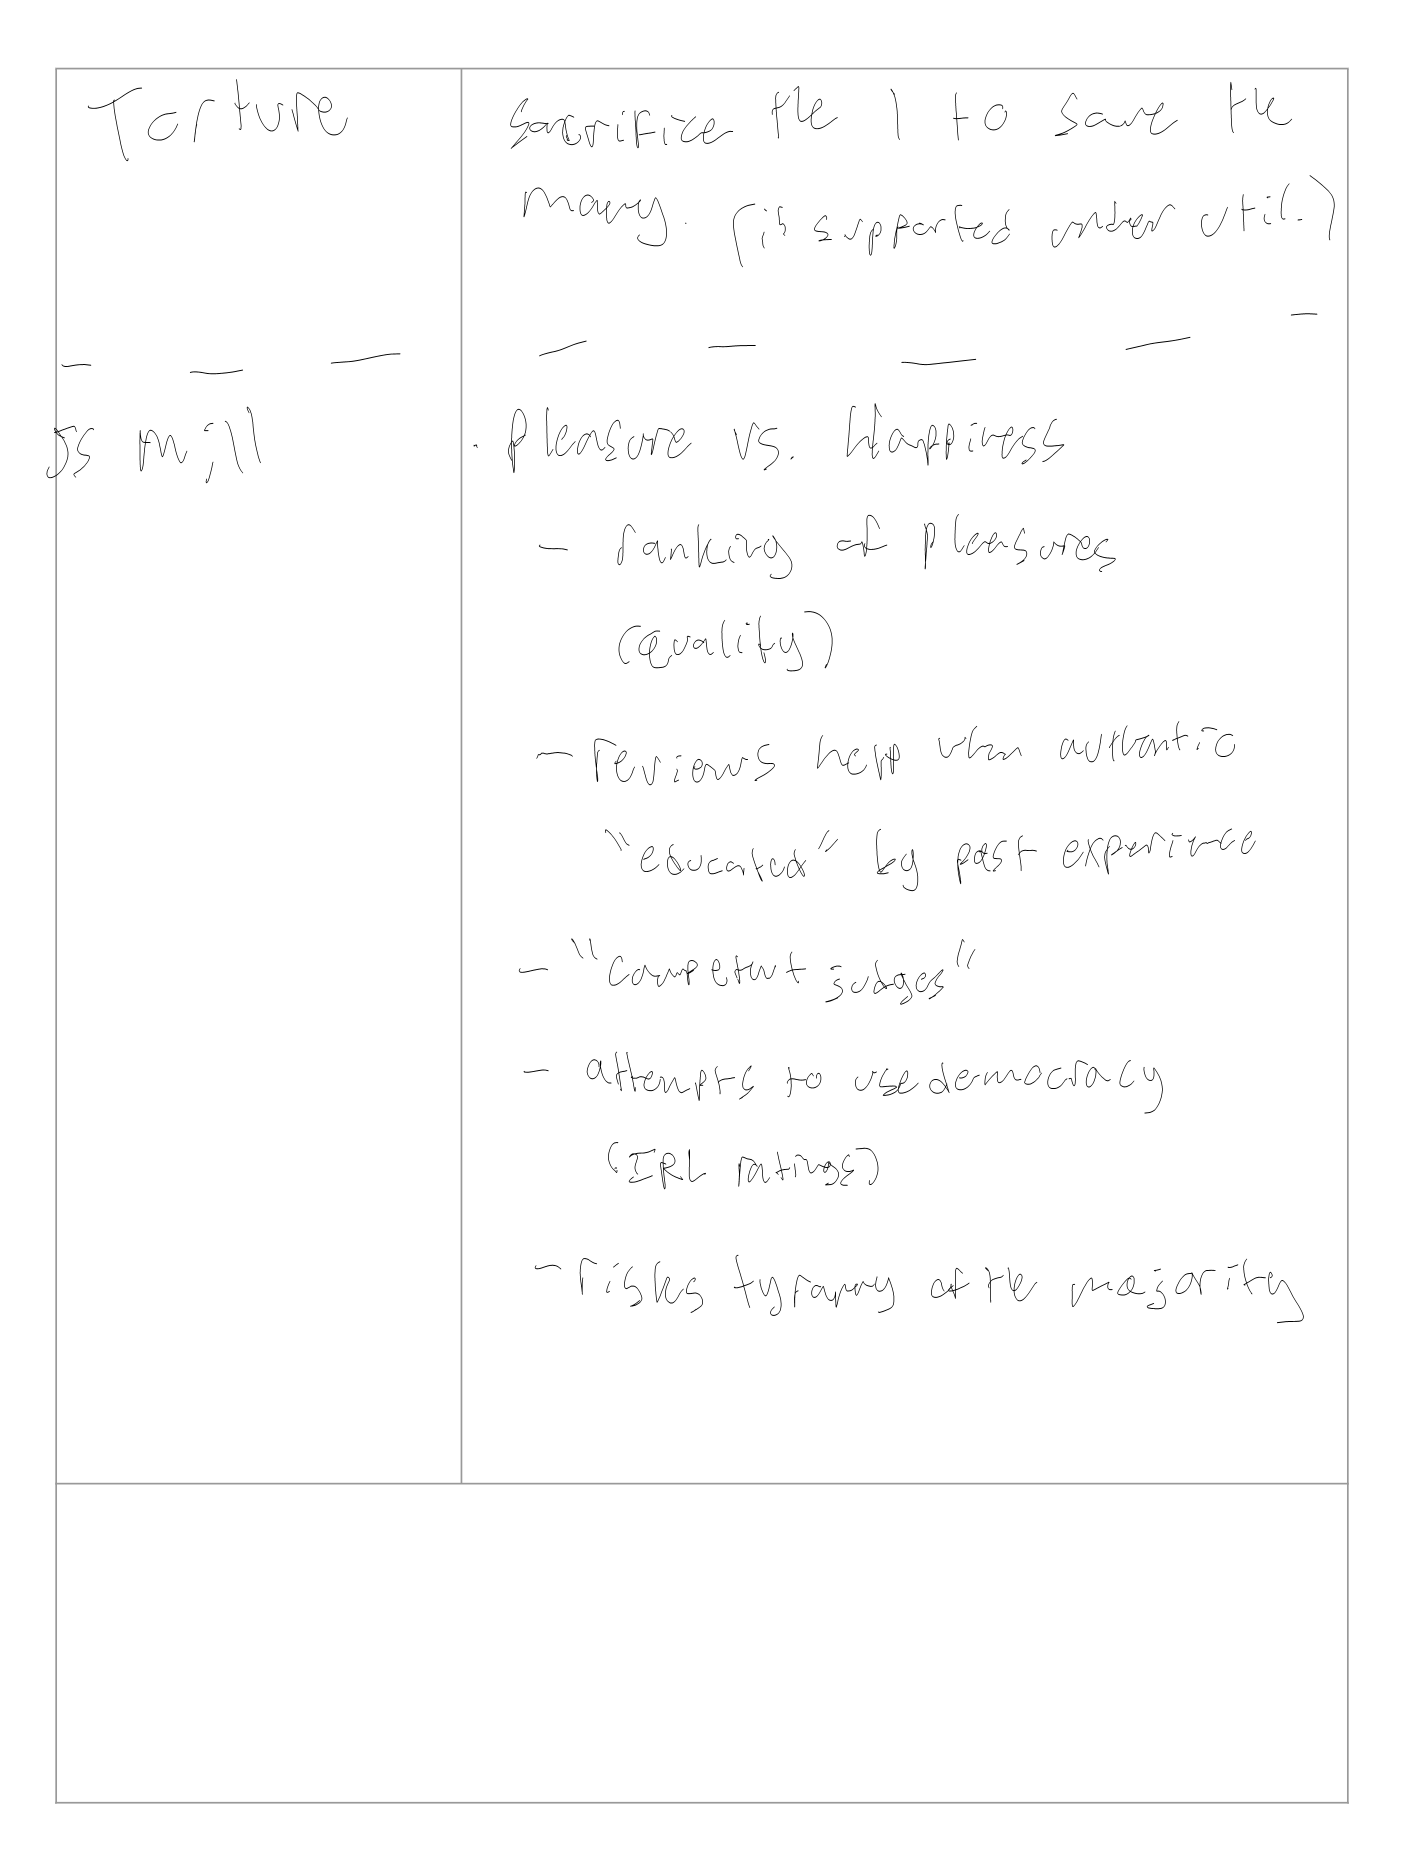 Torture
Sacrifice the 1 to save the
many. (is supported under util.)
JS mill
. Pleasure vs. Happiness
- ranking of pleasures
(quality)
- reviews help when authentic
"educated" by past experience
- "competent judges"
- attempts to use democracy
(IRL ratings)
- risks tyranny of the majority